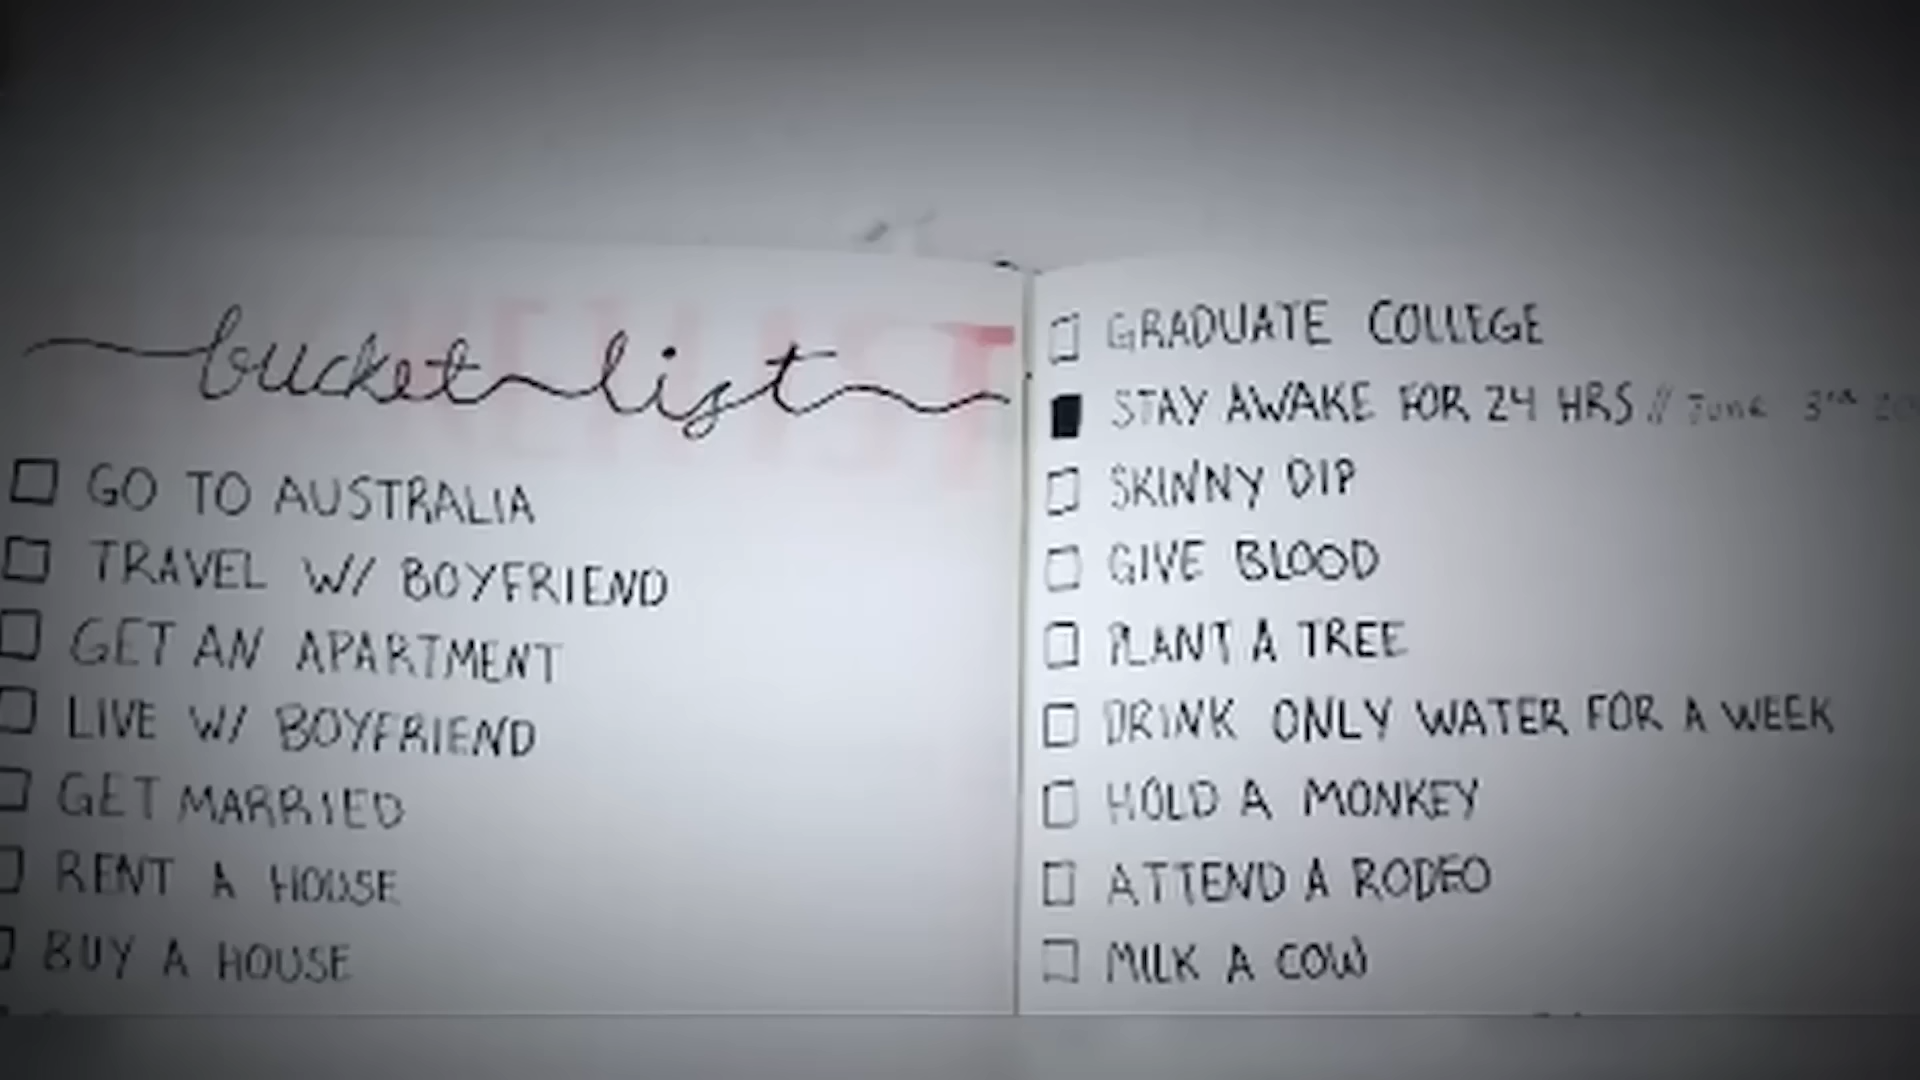 bucket list
GO TO AUSTRALIA
TRAVEL W/ BOYFRIEND
GET AN APARTMENT
LIVE W/ BOYFRIEND
GET MARRIED
RENT A HOUSE
BUY A HOUSE
GRADUATE COLLEGE
STAY AWAKE FOR 24 HRS // June 3rd
SKINNY DIP
GIVE BLOOD
PLANT A TREE
DRINK ONLY WATER FOR A WEEK
HOLD A MONKEY
ATTEND A RODEO
MILK A COW